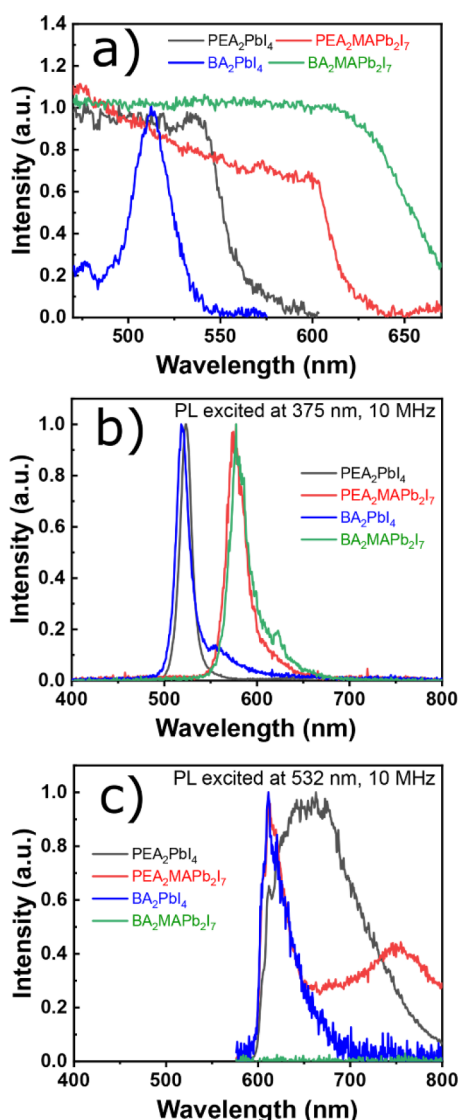 a)
PEA₂PbI₄ PEA₂MAPb₂I₇
BA₂PbI₄ BA₂MAPb₂I₇
Intensity (a.u.)
1.4
1.2
1.0
0.8
0.6
0.4
0.2
0.0
500 550 600 650
Wavelength (nm)
b)
PL excited at 375 nm, 10 MHz
PEA₂PbI₄
PEA₂MAPb₂I₇
BA₂PbI₄
BA₂MAPb₂I₇
Intensity (a.u.)
1.0
0.8
0.6
0.4
0.2
0.0
400 500 600 700 800
Wavelength (nm)
c)
PL excited at 532 nm, 10 MHz
PEA₂PbI₄
PEA₂MAPb₂I₇
BA₂PbI₄
BA₂MAPb₂I₇
Intensity (a.u.)
1.0
0.8
0.6
0.4
0.2
0.0
400 500 600 700 800
Wavelength (nm)